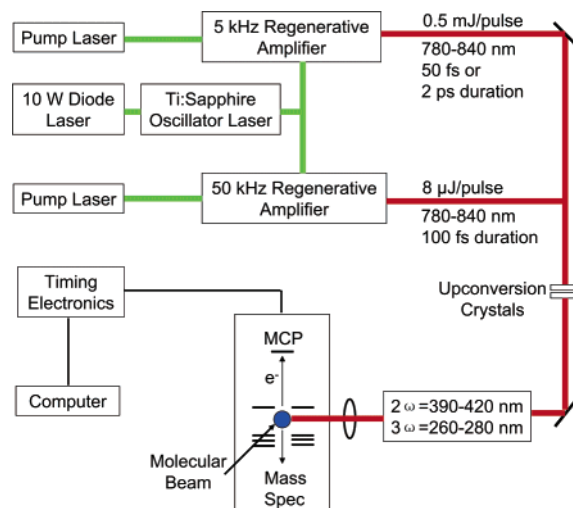 Pump Laser
5 kHz Regenerative
Amplifier
0.5 mJ/pulse
780-840 nm
50 fs or
2 ps duration
10 W Diode
Laser
Ti:Sapphire
Oscillator Laser
Pump Laser
50 kHz Regenerative
Amplifier
8 μJ/pulse
780-840 nm
100 fs duration
Timing
Electronics
Upconversion
Crystals
MCP
e-
Computer
2 ω=390-420 nm
3 ω=260-280 nm
Molecular
Beam
Mass
Spec